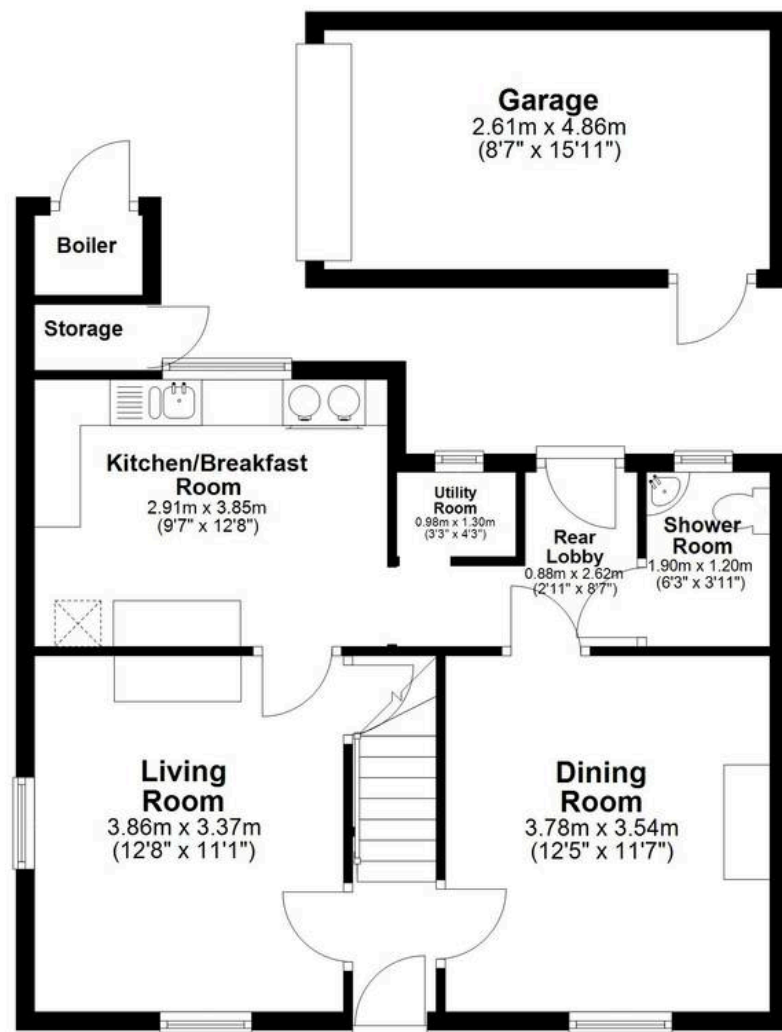 Garage
2.61m x 4.86m
(8'7" x 15'11")
Boiler
Storage
Kitchen/Breakfast
Room
2.91m x 3.85m
(9'7" x 12'8")
Utility
Room
0.98m x 1.30m
(3'3" x 4'3")
Rear
Lobby
0.88m x 2.62m
(2'11" x 8'7")
Shower
Room
1.90m x 1.20m
(6'3" x 3'11")
Living
Room
3.86m x 3.37m
(12'8" x 11'1")
Dining
Room
3.78m x 3.54m
(12'5" x 11'7")